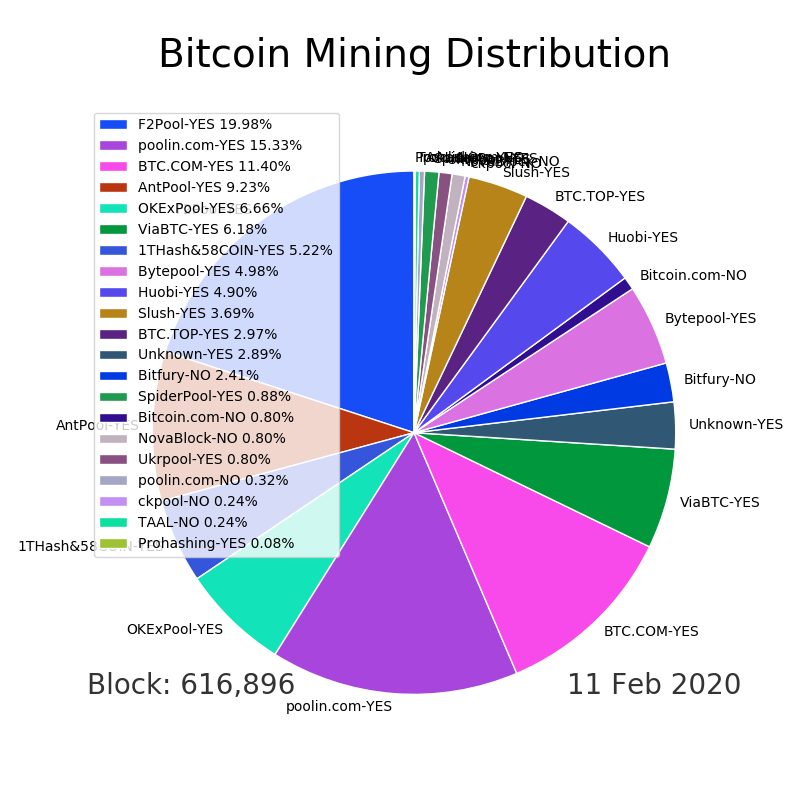 Bitcoin Mining Distribution
F2Pool-YES 19.98%
poolin.com-YES 15.33%
BTC.COM-YES 11.40%
AntPool-YES 9.23%
OKExPool-YES 6.66%
ViaBTC-YES 6.18%
1THash&58COIN-YES 5.22%
Bytepool-YES 4.98%
Huobi-YES 4.90%
Slush-YES 3.69%
BTC.TOP-YES 2.97%
Unknown-YES 2.89%
Bitfury-NO 2.41%
SpiderPool-YES 0.88%
Bitcoin.com-NO 0.80%
NovaBlock-NO 0.80%
Ukrpool-YES 0.80%
poolin.com-NO 0.32%
ckpool-NO 0.24%
TAAL-NO 0.24%
Prohashing-YES 0.08%
Slush-YES
BTC.TOP-YES
Huobi-YES
Bitcoin.com-NO
Bytepool-YES
Bitfury-NO
Unknown-YES
ViaBTC-YES
BTC.COM-YES
poolin.com-YES
OKExPool-YES
1THash&58COIN-YES
AntPool-YES
Block: 616,896
11 Feb 2020